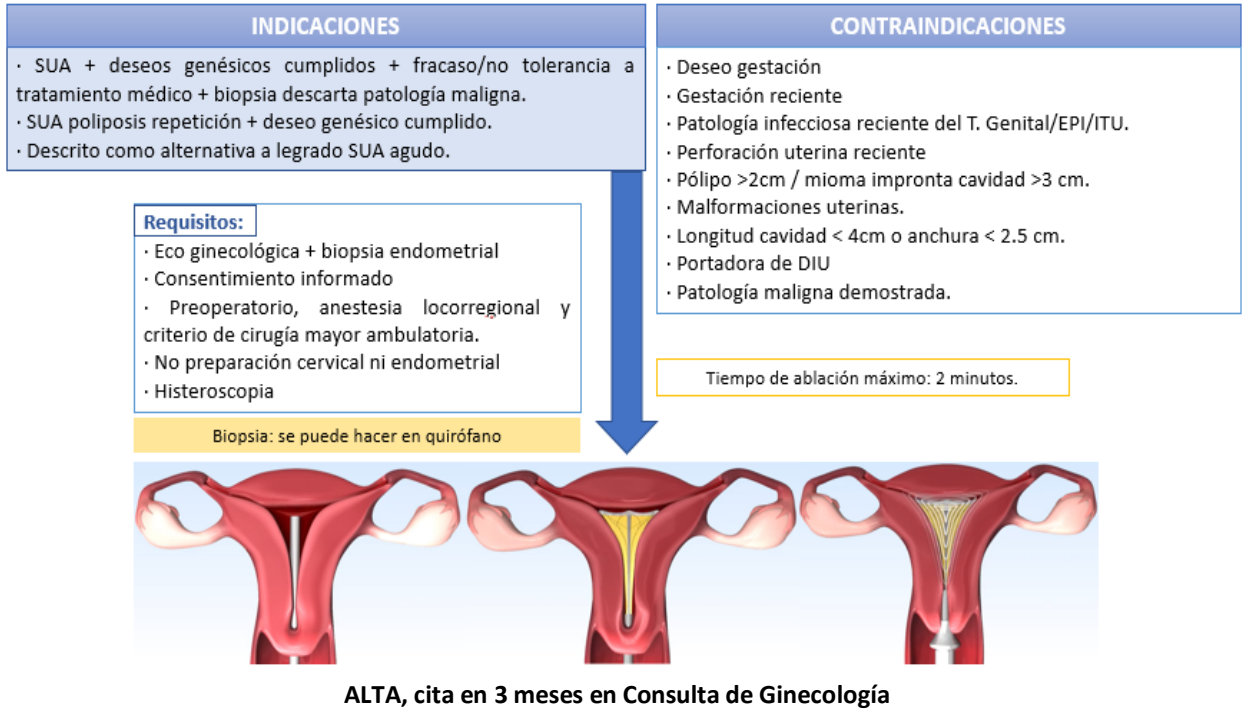 INDICACIONES
· SUA + deseos genésicos cumplidos + fracaso/no tolerancia a
tratamiento médico + biopsia descarta patología maligna.
· SUA poliposis repetición + deseo genésico cumplido.
· Descrito como alternativa a legrado SUA agudo.
CONTRAINDICACIONES
· Deseo gestación
· Gestación reciente
· Patología infecciosa reciente del T. Genital/EPI/ITU.
· Perforación uterina reciente
· Pólipo >2cm / mioma impronta cavidad >3 cm.
· Malformaciones uterinas.
· Longitud cavidad < 4cm o anchura < 2.5 cm.
· Portadora de DIU
· Patología maligna demostrada.
Requisitos:
· Eco ginecológica + biopsia endometrial
· Consentimiento informado
· Preoperatorio, anestesia locorregional y
criterio de cirugía mayor ambulatoria.
· No preparación cervical ni endometrial
· Histeroscopia
Tiempo de ablación máximo: 2 minutos.
Biopsia: se puede hacer en quirófano
ALTA, cita en 3 meses en Consulta de Ginecología